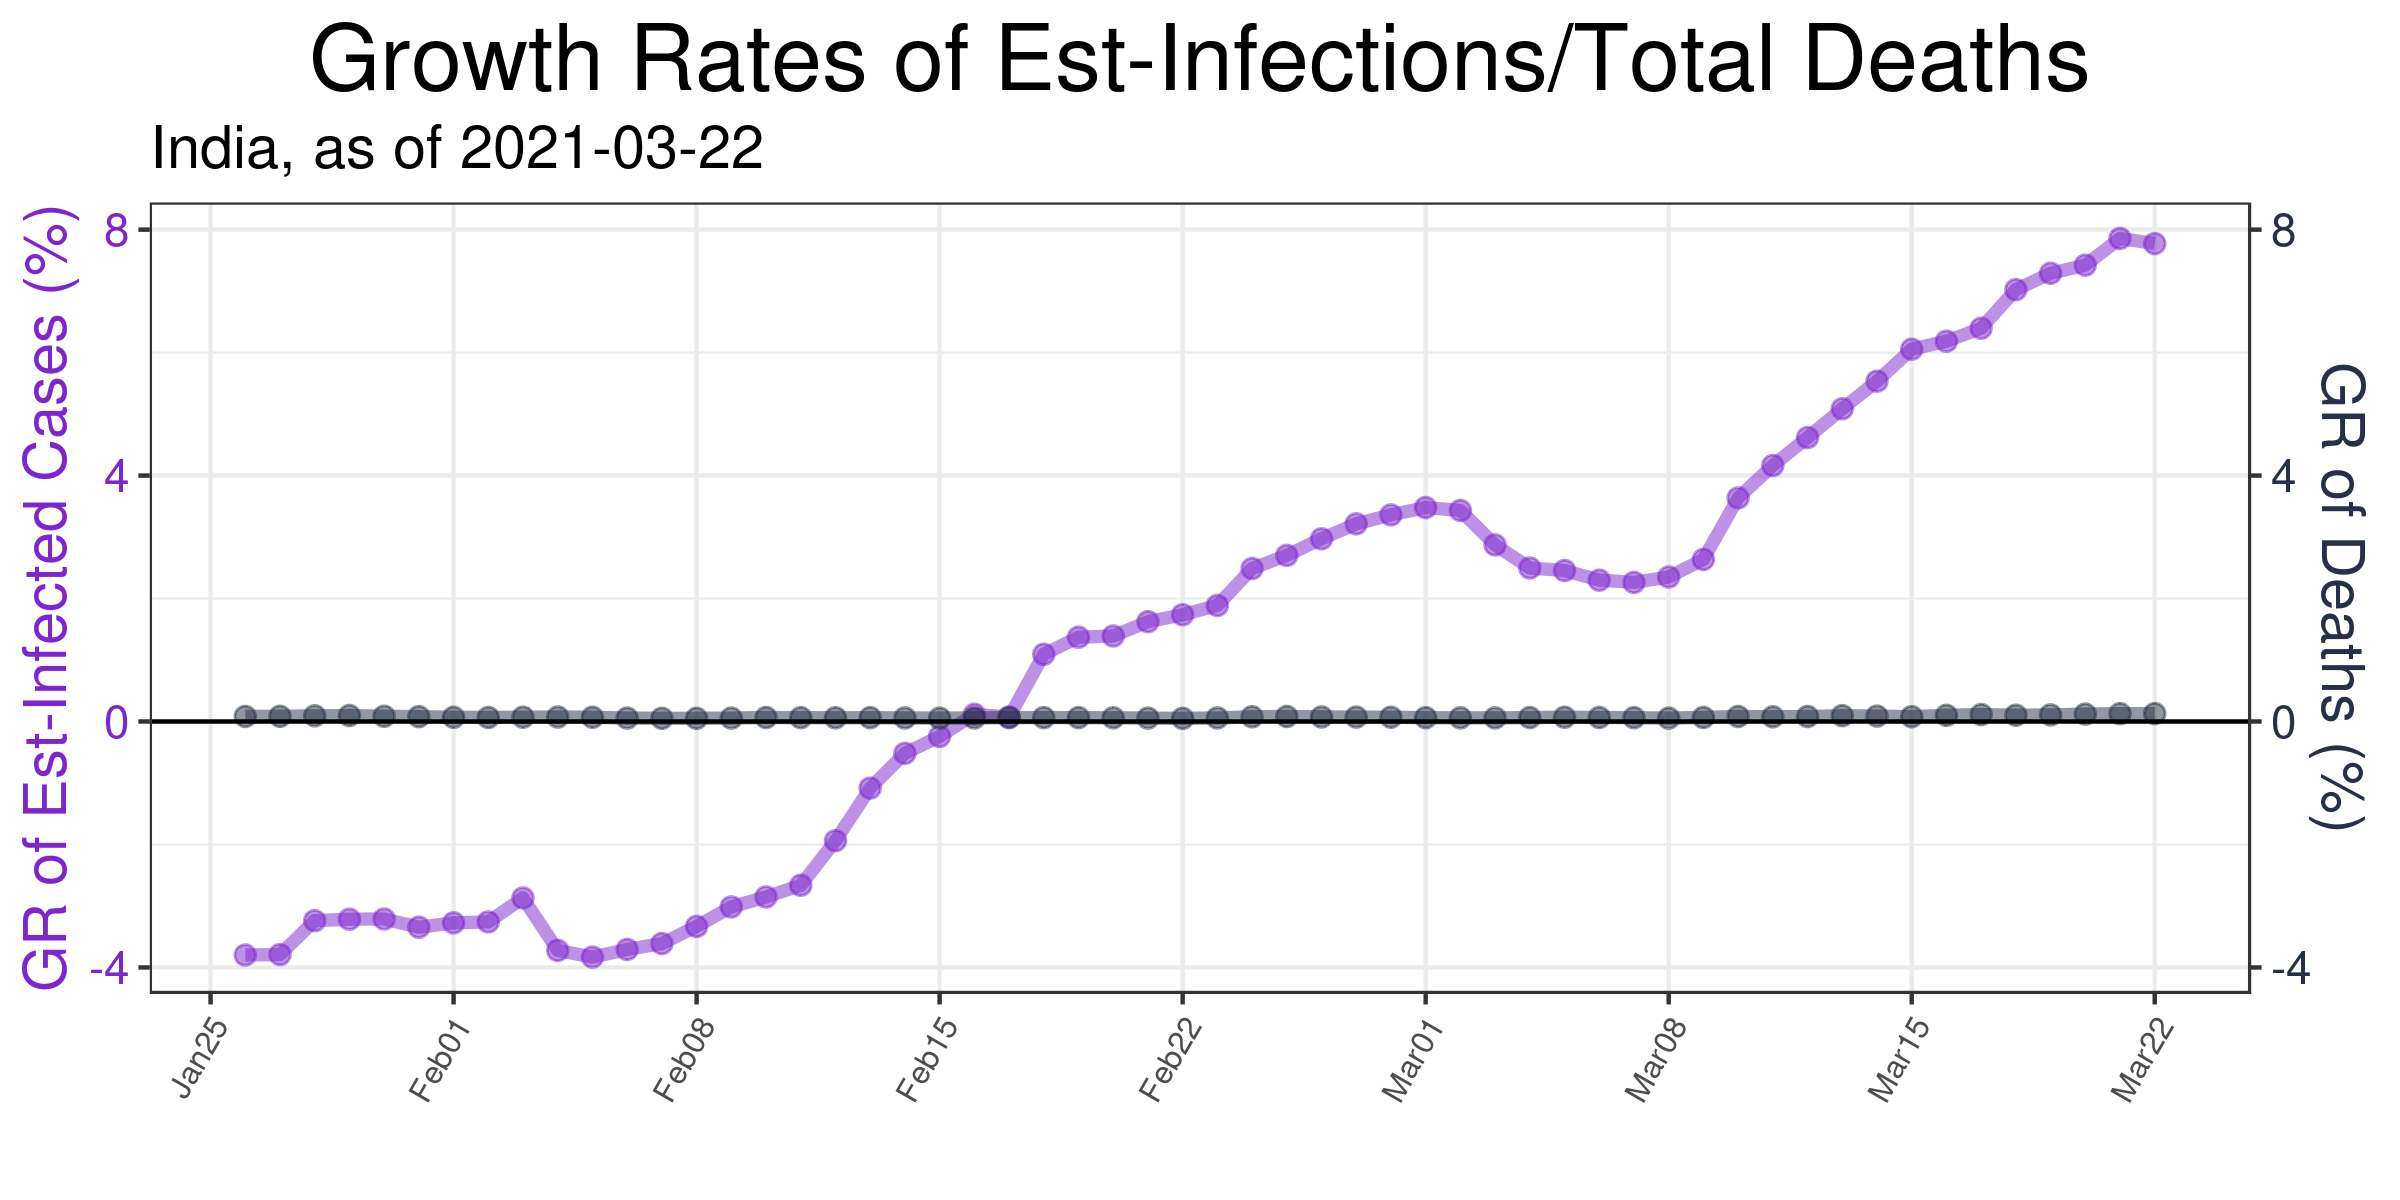 Growth Rates of Est-Infections/Total Deaths
India, as of 2021-03-22
GR of Est-Infected Cases (%)
8
4
0
-4
8
4
0
-4
GR of Deaths (%)
Jan25
Feb01
Feb08
Feb15
Feb22
Mar01
Mar08
Mar15
Mar22